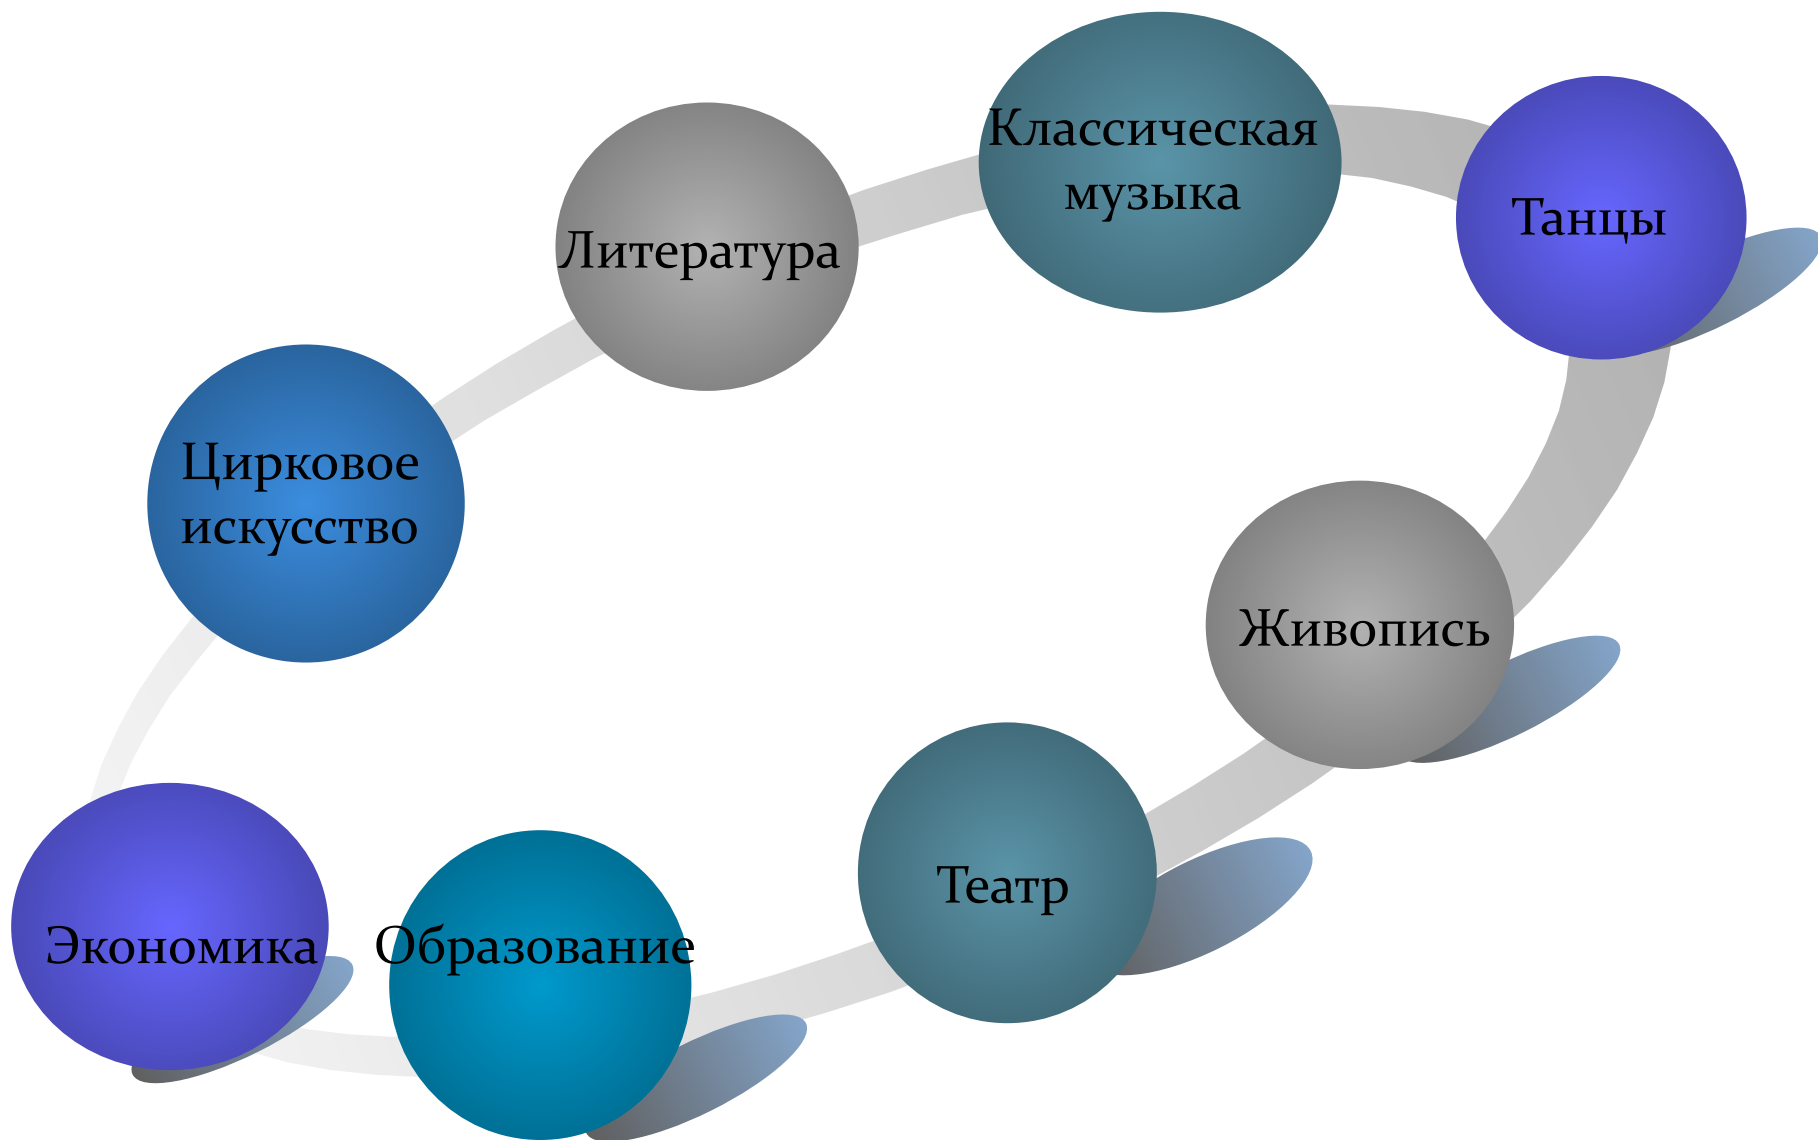 Классическая
музыка
Танцы
Литература
Цирковое
искусство
Живопись
Театр
Образование
Экономика